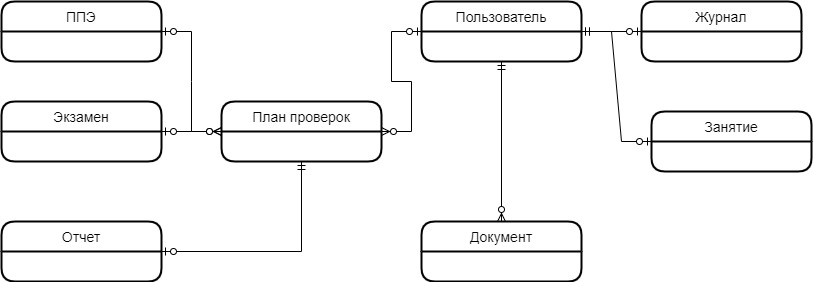 ППЭ
Пользователь
Журнал
Экзамен
План проверок
Занятие
Отчет
Документ